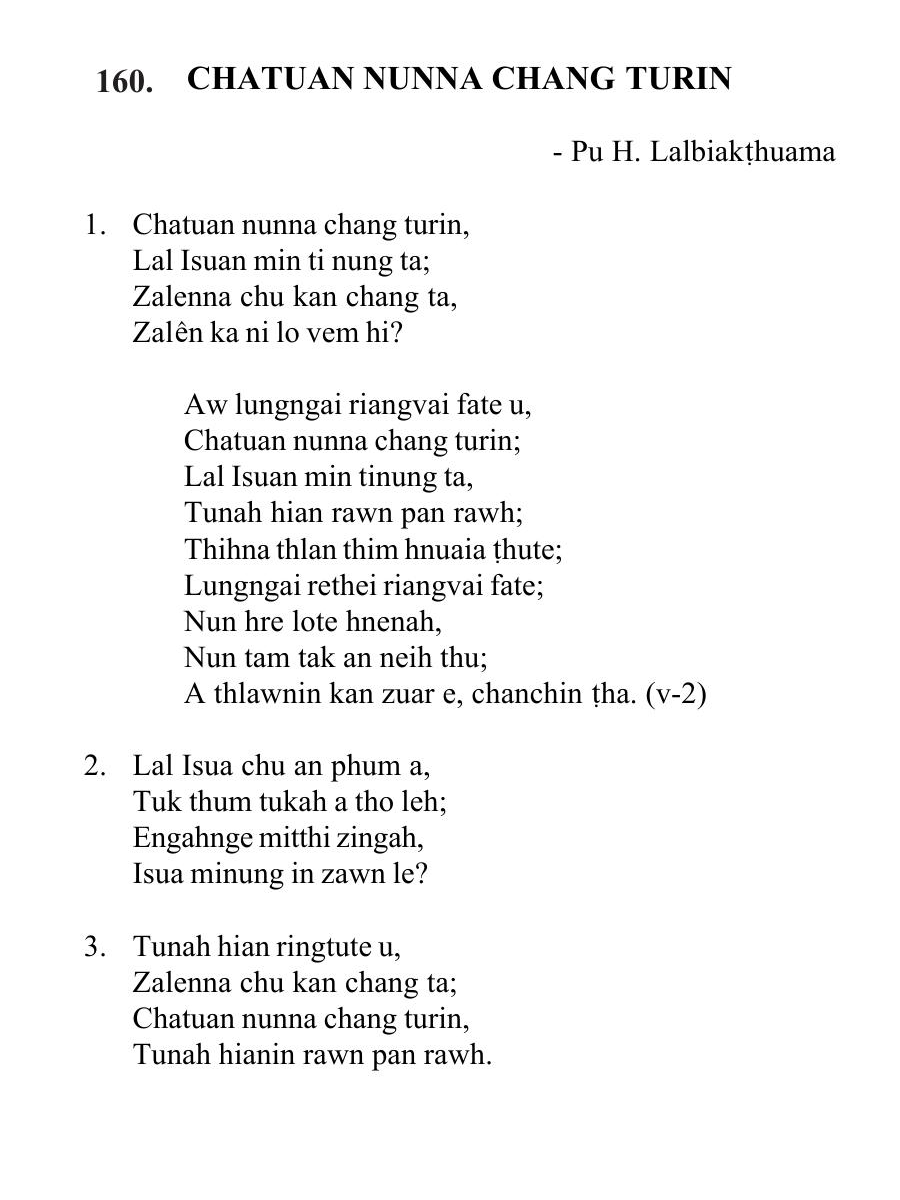 160. CHATUAN NUNNA CHANG TURIN
- Pu H. Lalbiakṭhuama
1. Chatuan nunna chang turin,
Lal Isuan min ti nung ta;
Zalenna chu kan chang ta,
Zalên ka ni lo vem hi?
Aw lungngai riangvai fate u,
Chatuan nunna chang turin;
Lal Isuan min tinung ta,
Tunah hian rawn pan rawh;
Thihna thlan thim hnuaia ṭhute;
Lungngai rethei riangvai fate;
Nun hre lote hnenah,
Nun tam tak an neih thu;
A thlawnin kan zuar e, chanchin ṭha. (v-2)
2. Lal Isua chu an phum a,
Tuk thum tukah a tho leh;
Engahnge mitthi zingah,
Isua minung in zawn le?
3. Tunah hian ringtute u,
Zalenna chu kan chang ta;
Chatuan nunna chang turin,
Tunah hianin rawn pan rawh.